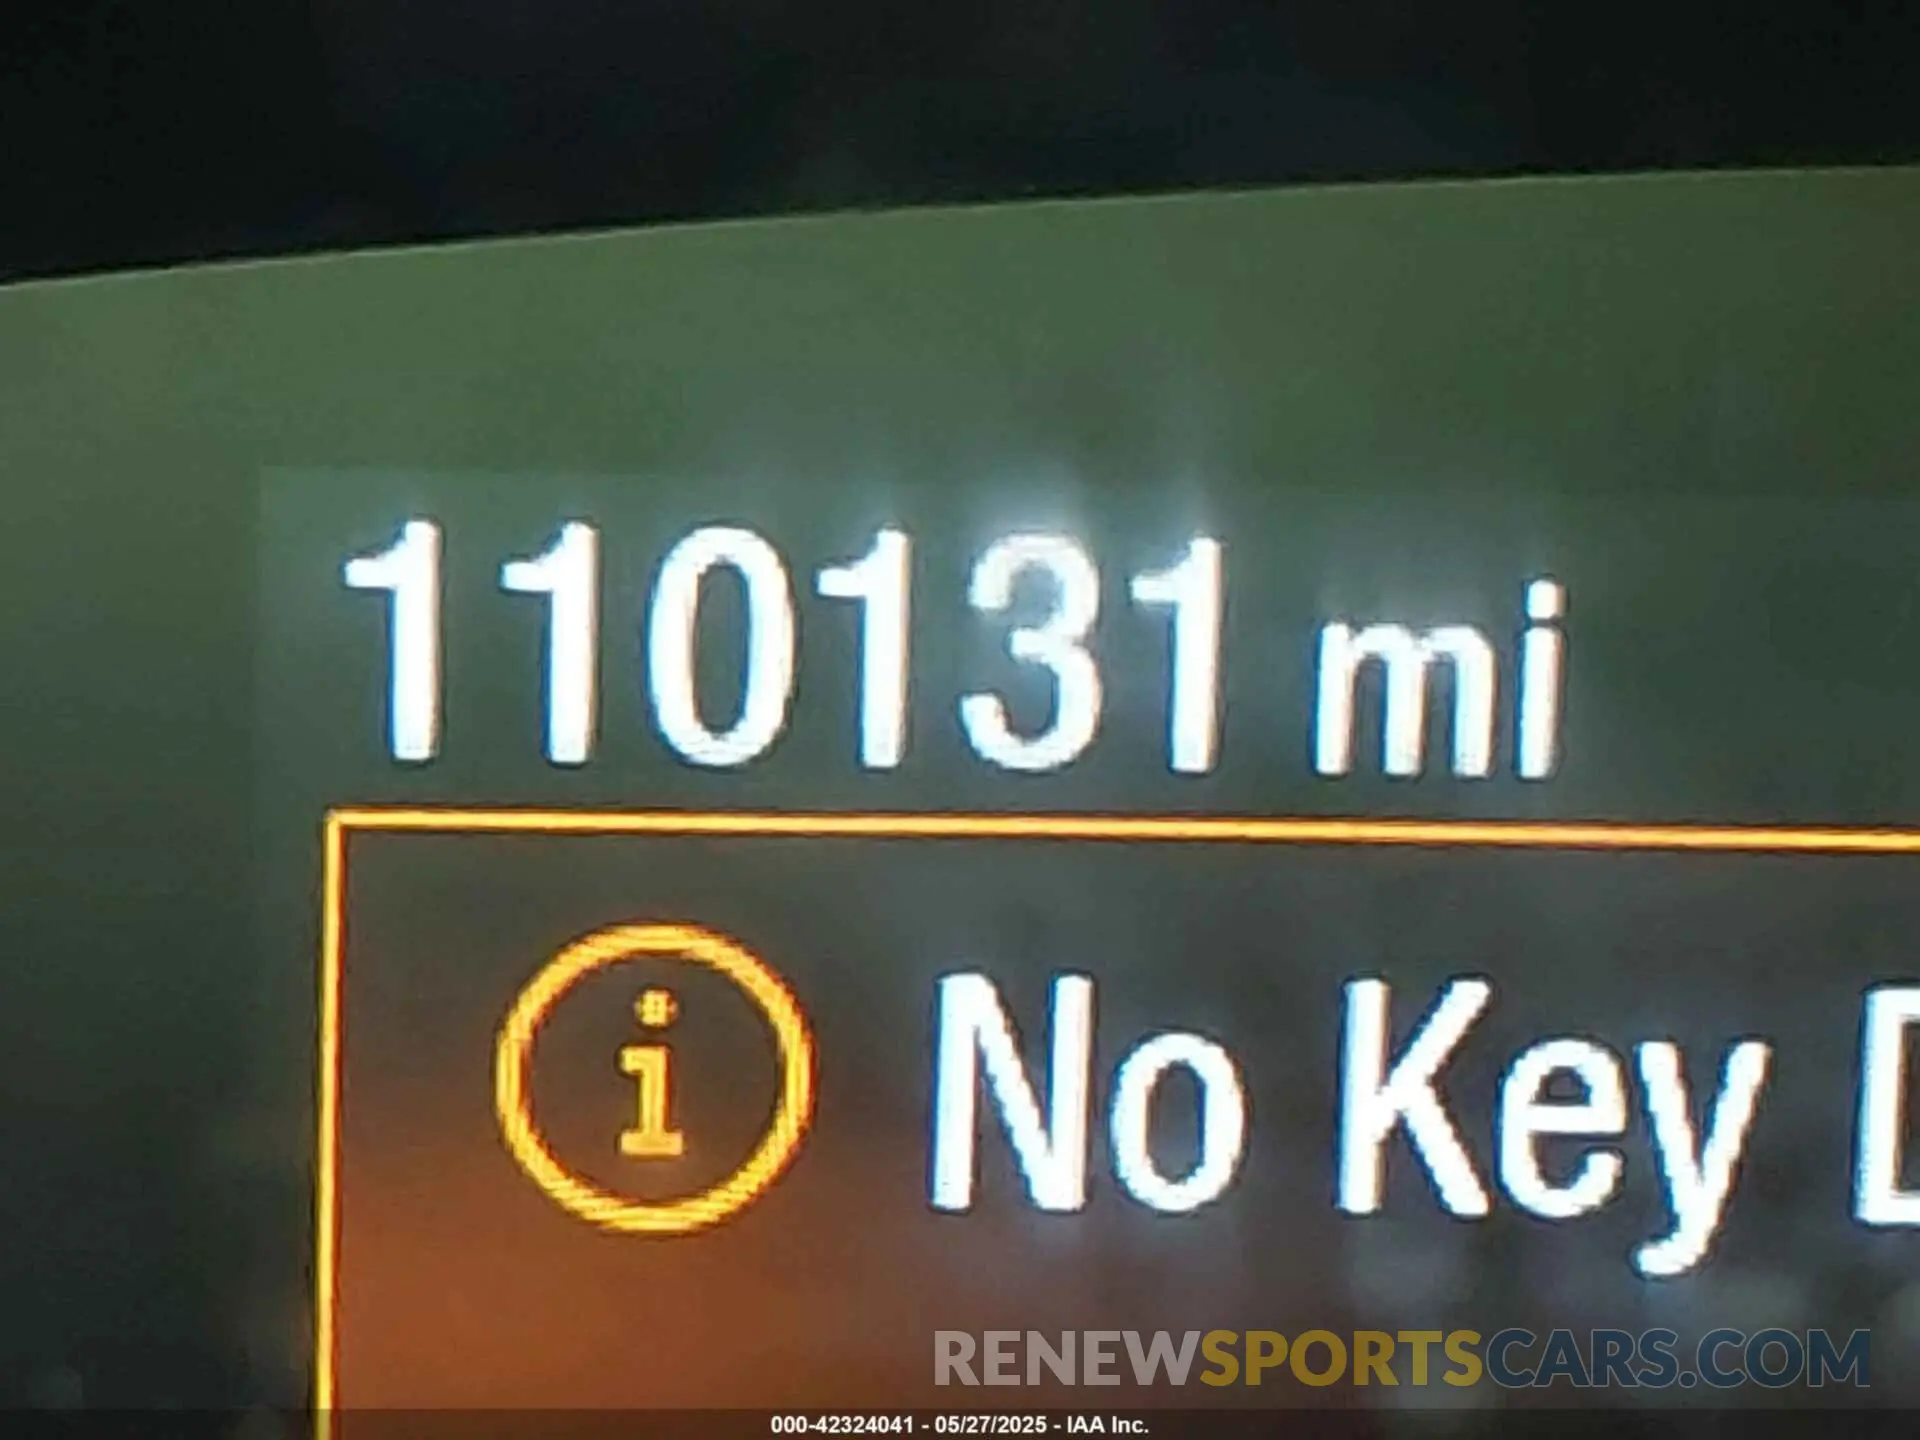 110131 mi
i No Key
RENEWSPORTSCARS.COM
000-42324041 - 05/27/2025 - IAA Inc.